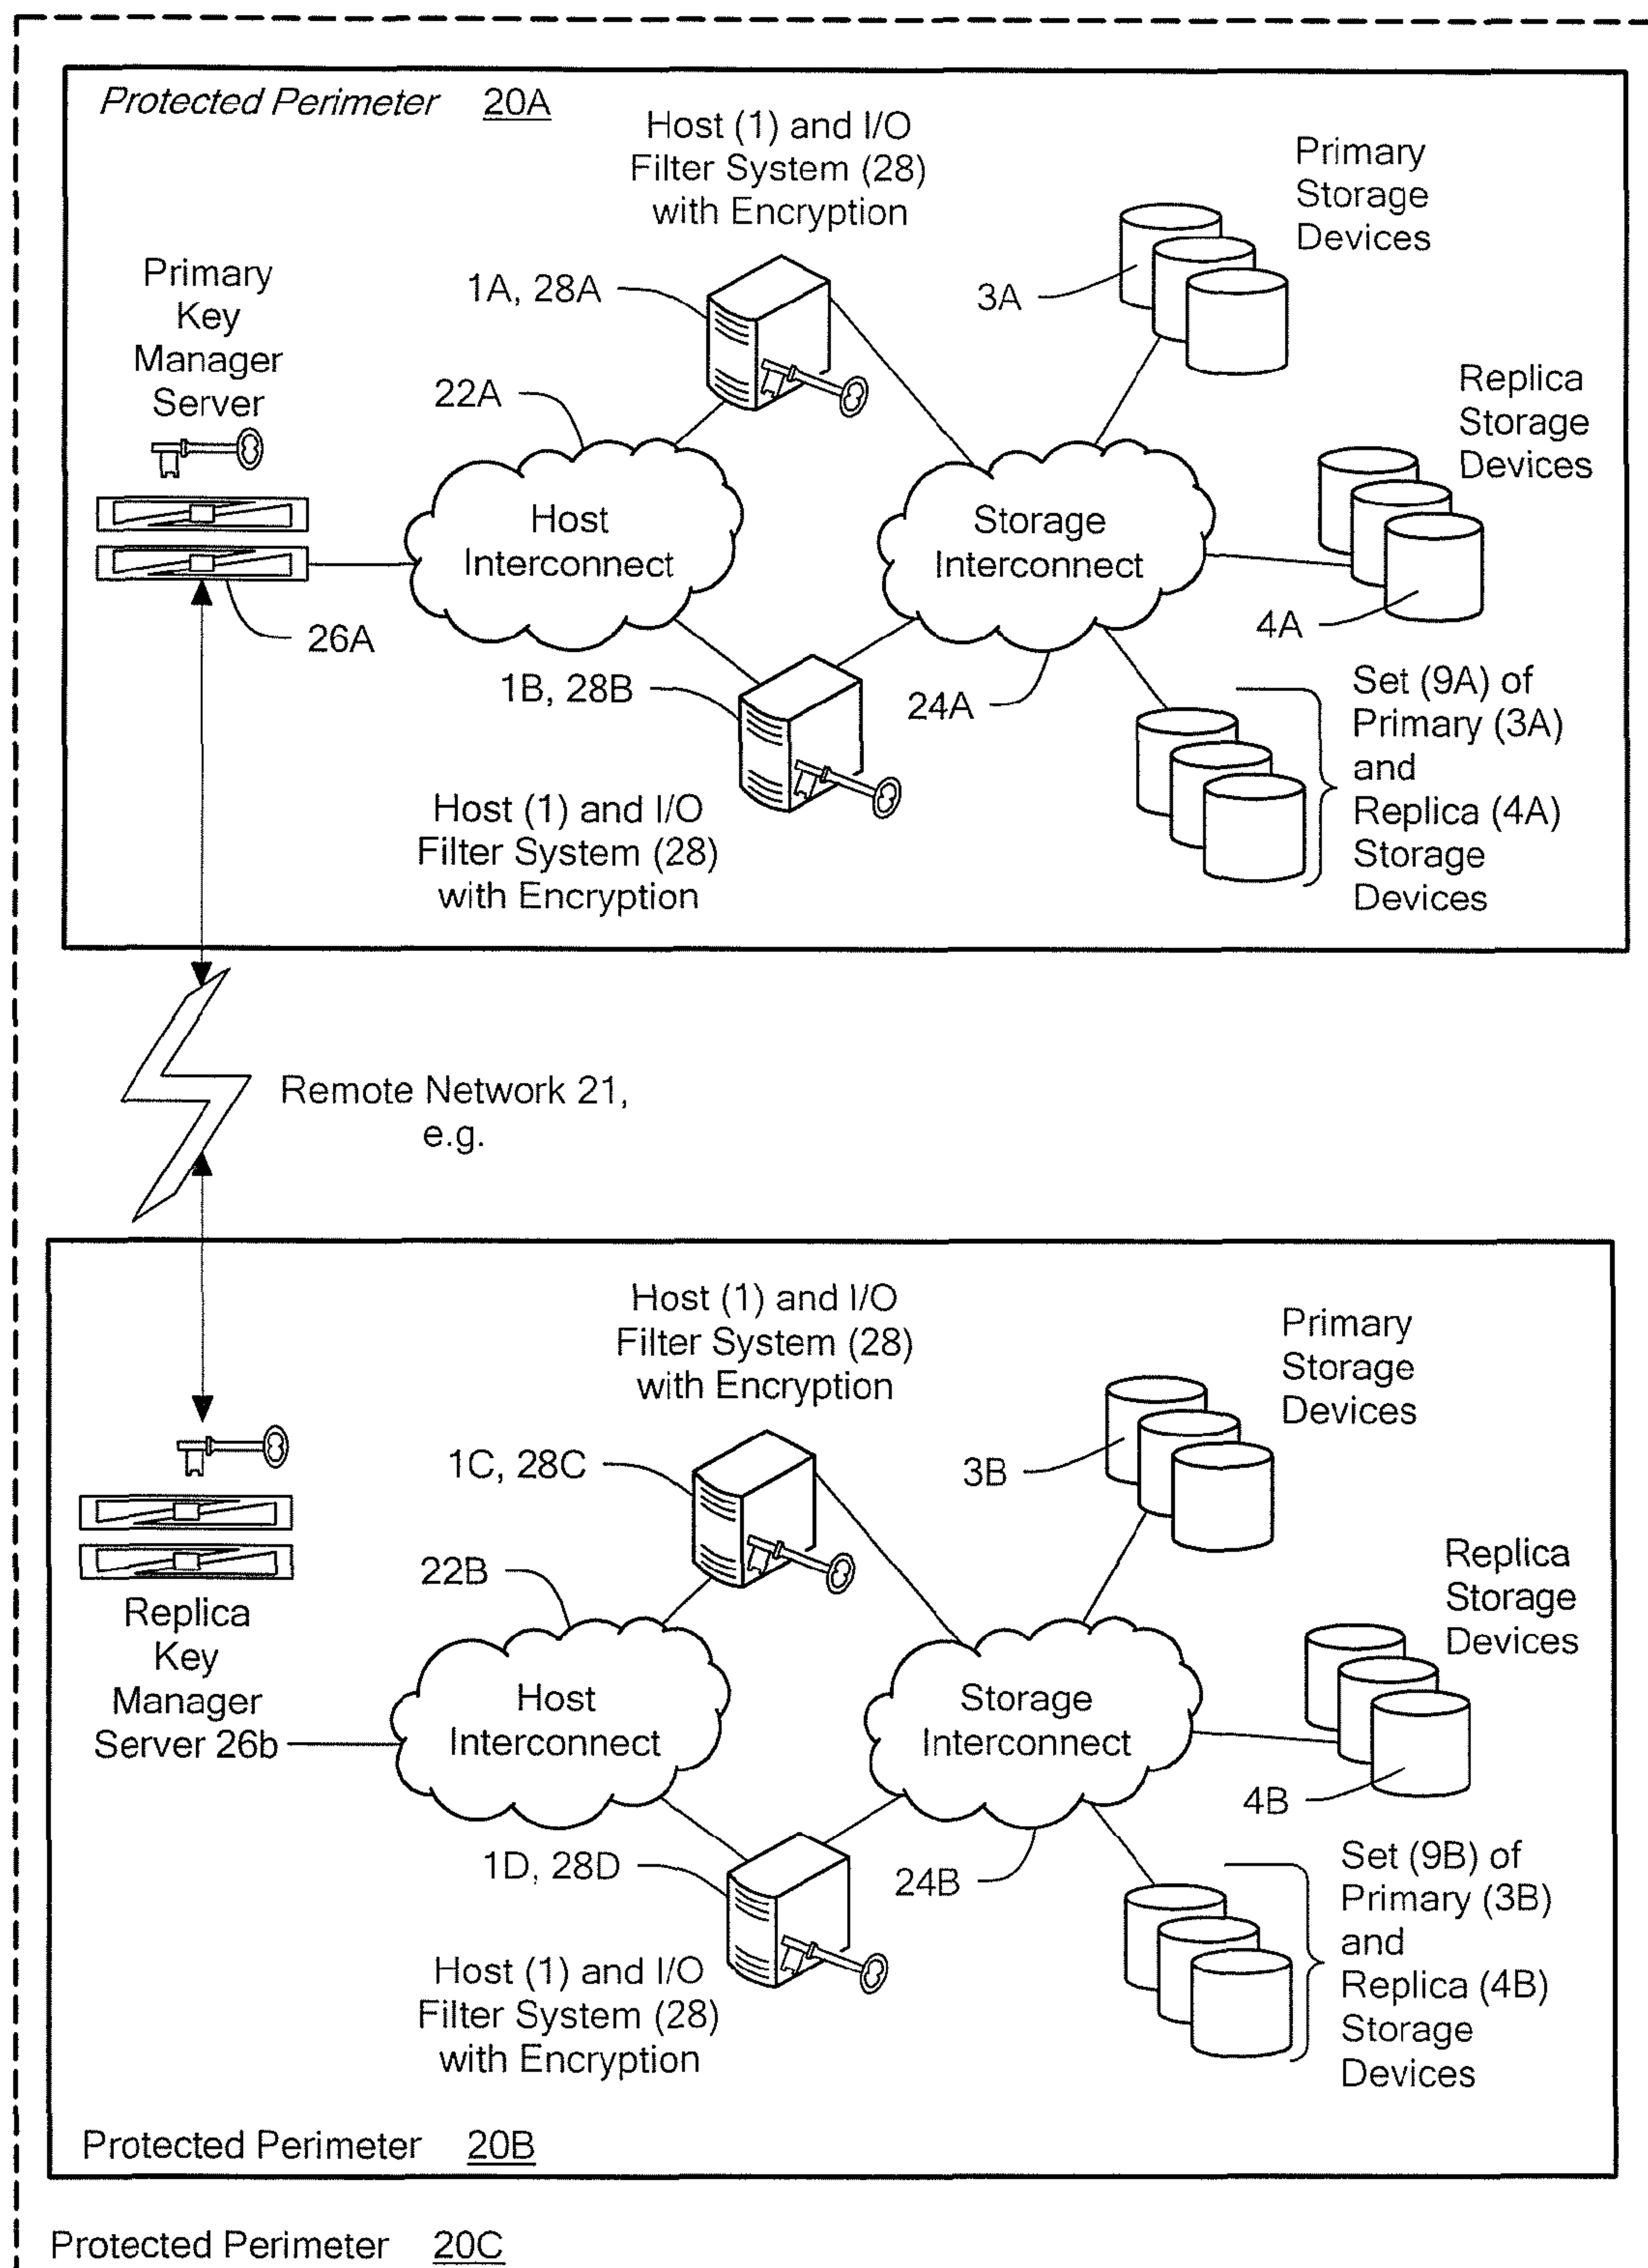 Protected Perimeter 20A
Host (1) and I/O
Filter System (28)
with Encryption
Primary
Storage
Devices
Primary
Key
Manager
Server
1A, 28A
3A
22A
Replica
Storage
Devices
Host
Interconnect
Storage
Interconnect
26A
4A
1B, 28B
24A
Set (9A) of
Primary (3A)
and
Replica (4A)
Storage
Devices
Host (1) and I/O
Filter System (28)
with Encryption
Remote Network 21,
e.g.
Host (1) and I/O
Filter System (28)
with Encryption
Primary
Storage
Devices
1C, 28C
3B
22B
Replica
Storage
Devices
Replica
Key
Manager
Server 26b
Host
Interconnect
Storage
Interconnect
4B
1D, 28D
24B
Set (9B) of
Primary (3B)
and
Replica (4B)
Storage
Devices
Host (1) and I/O
Filter System (28)
with Encryption
Protected Perimeter 20B
Protected Perimeter 20C